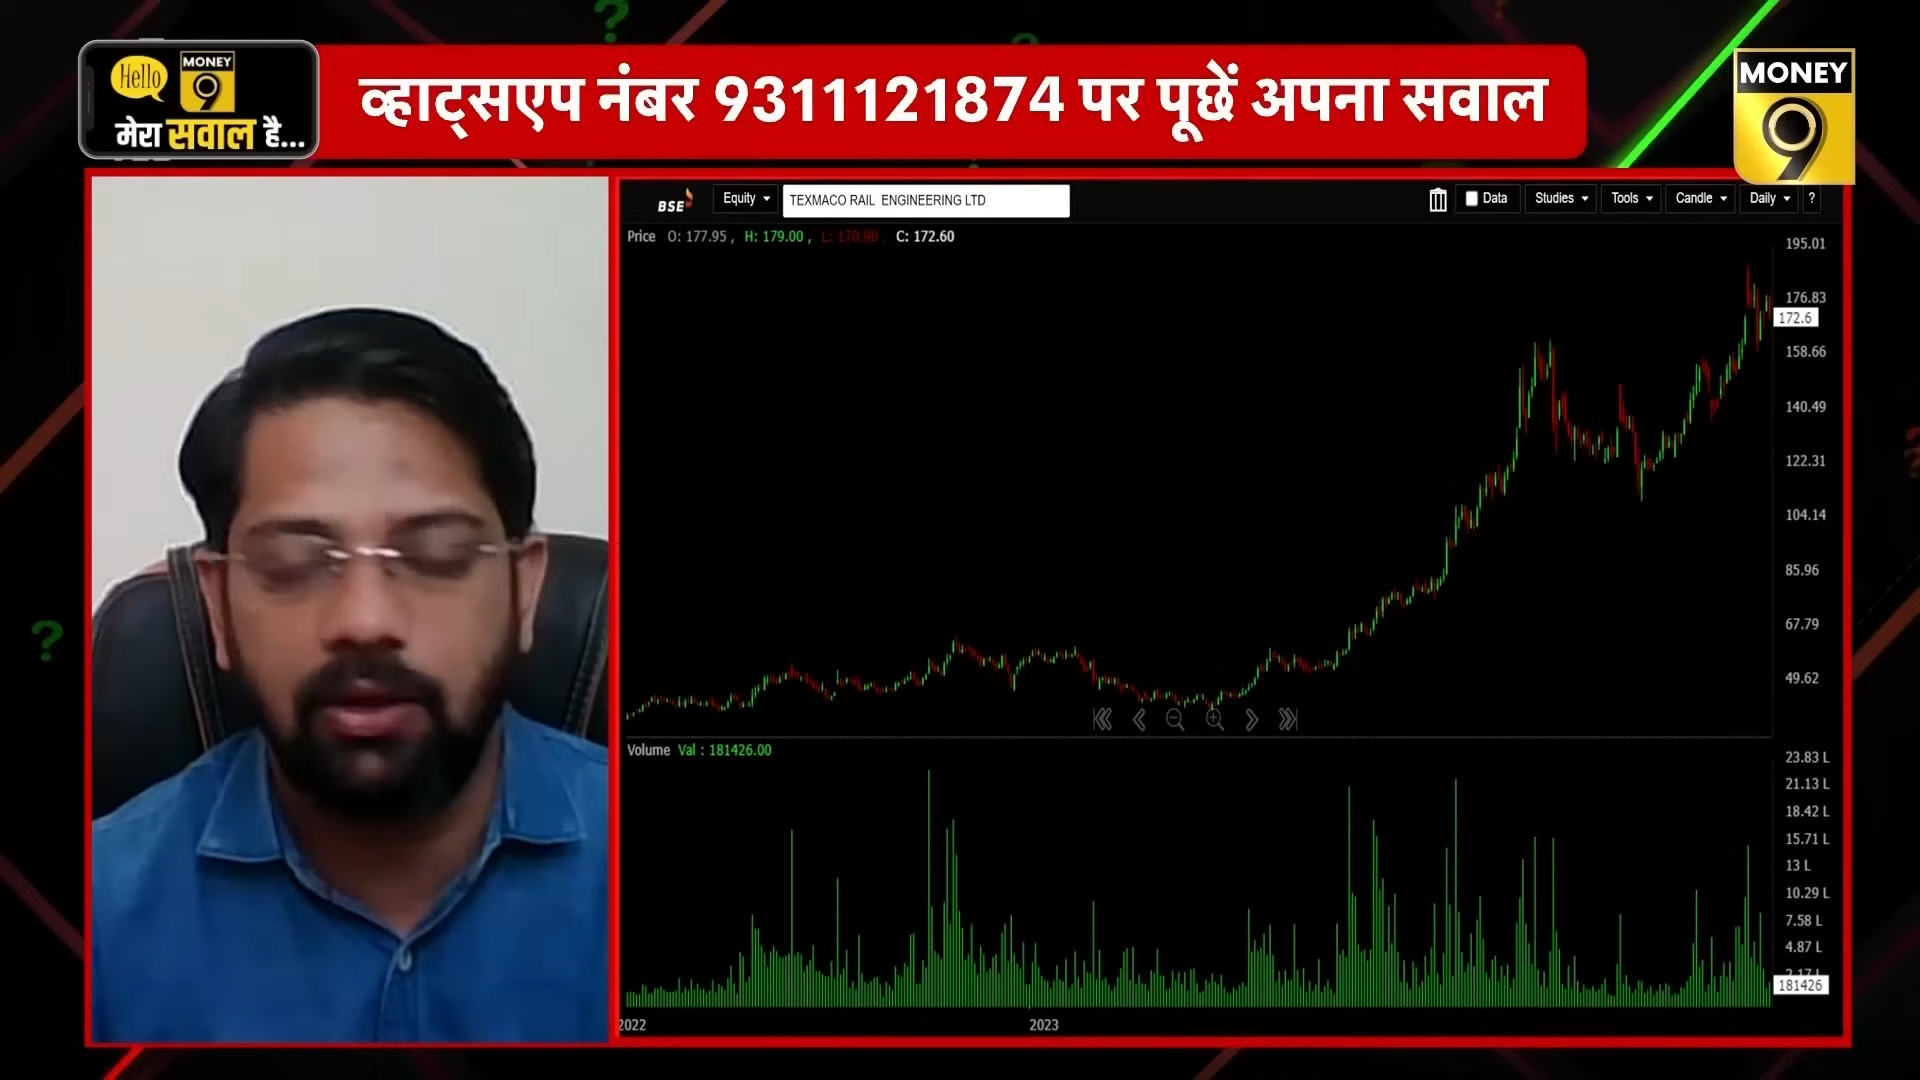 Hello
MONEY
9
मेरा सवाल है...
व्हाट्सएप नंबर 9311121874 पर पूछें अपना सवाल
MONEY
9
BSE
Equity
TEXMACO RAIL ENGINEERING LTD
Data
Studies
Tools
Candle
Daily
?
Price O: 177.95 , H: 179.00 , L: 170.90 C: 172.60
195.01
176.83
172.6
158.66
140.49
122.31
104.14
85.96
67.79
49.62
Volume Val : 181426.00
23.83 L
21.13 L
18.42 L
15.71 L
13 L
10.29 L
7.58 L
4.87 L
181426
2022
2023